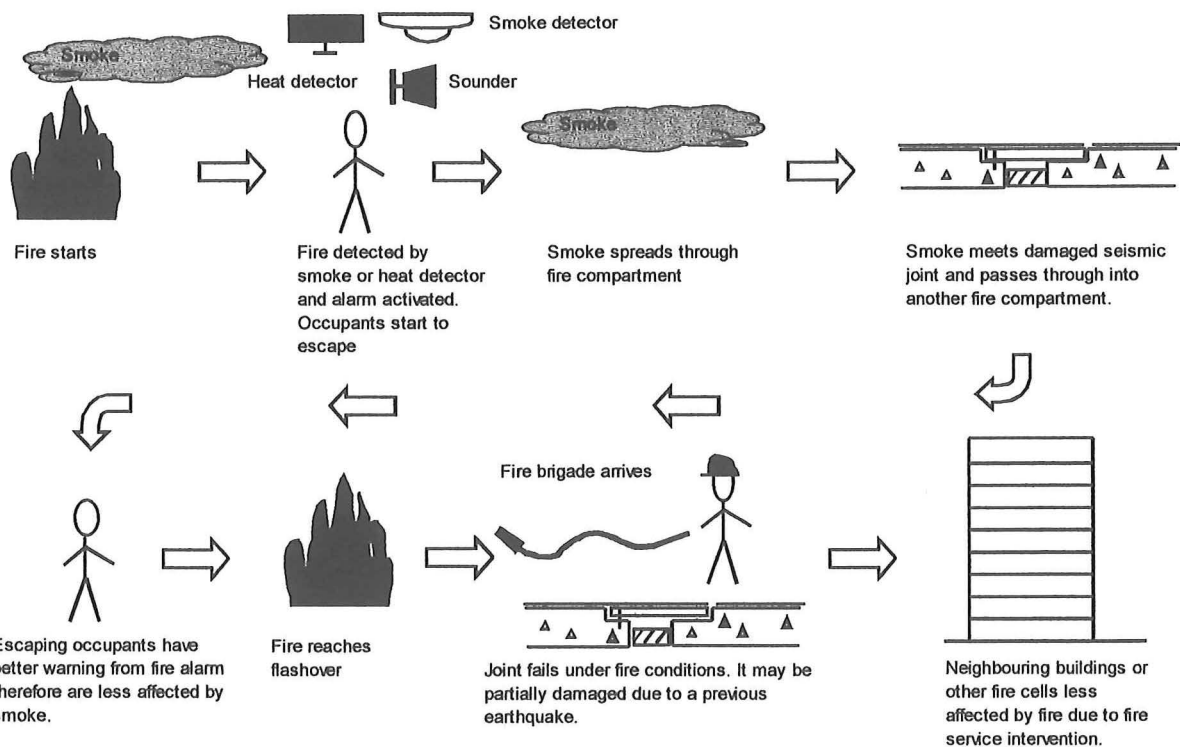 Smoke
Smoke detector
Heat detector
Sounder
Smoke
Fire starts
Fire detected by
smoke or heat detector
and alarm activated.
Occupants start to
escape
Smoke spreads through
fire compartment
Smoke meets damaged seismic
joint and passes through into
another fire compartment.
Fire brigade arrives
Escaping occupants have
better warning from fire alarm
therefore are less affected by
smoke.
Fire reaches
flashover
Joint fails under fire conditions. It may be
partially damaged due to a previous
earthquake.
Neighbouring buildings or
other fire cells less
affected by fire due to fire
service intervention.